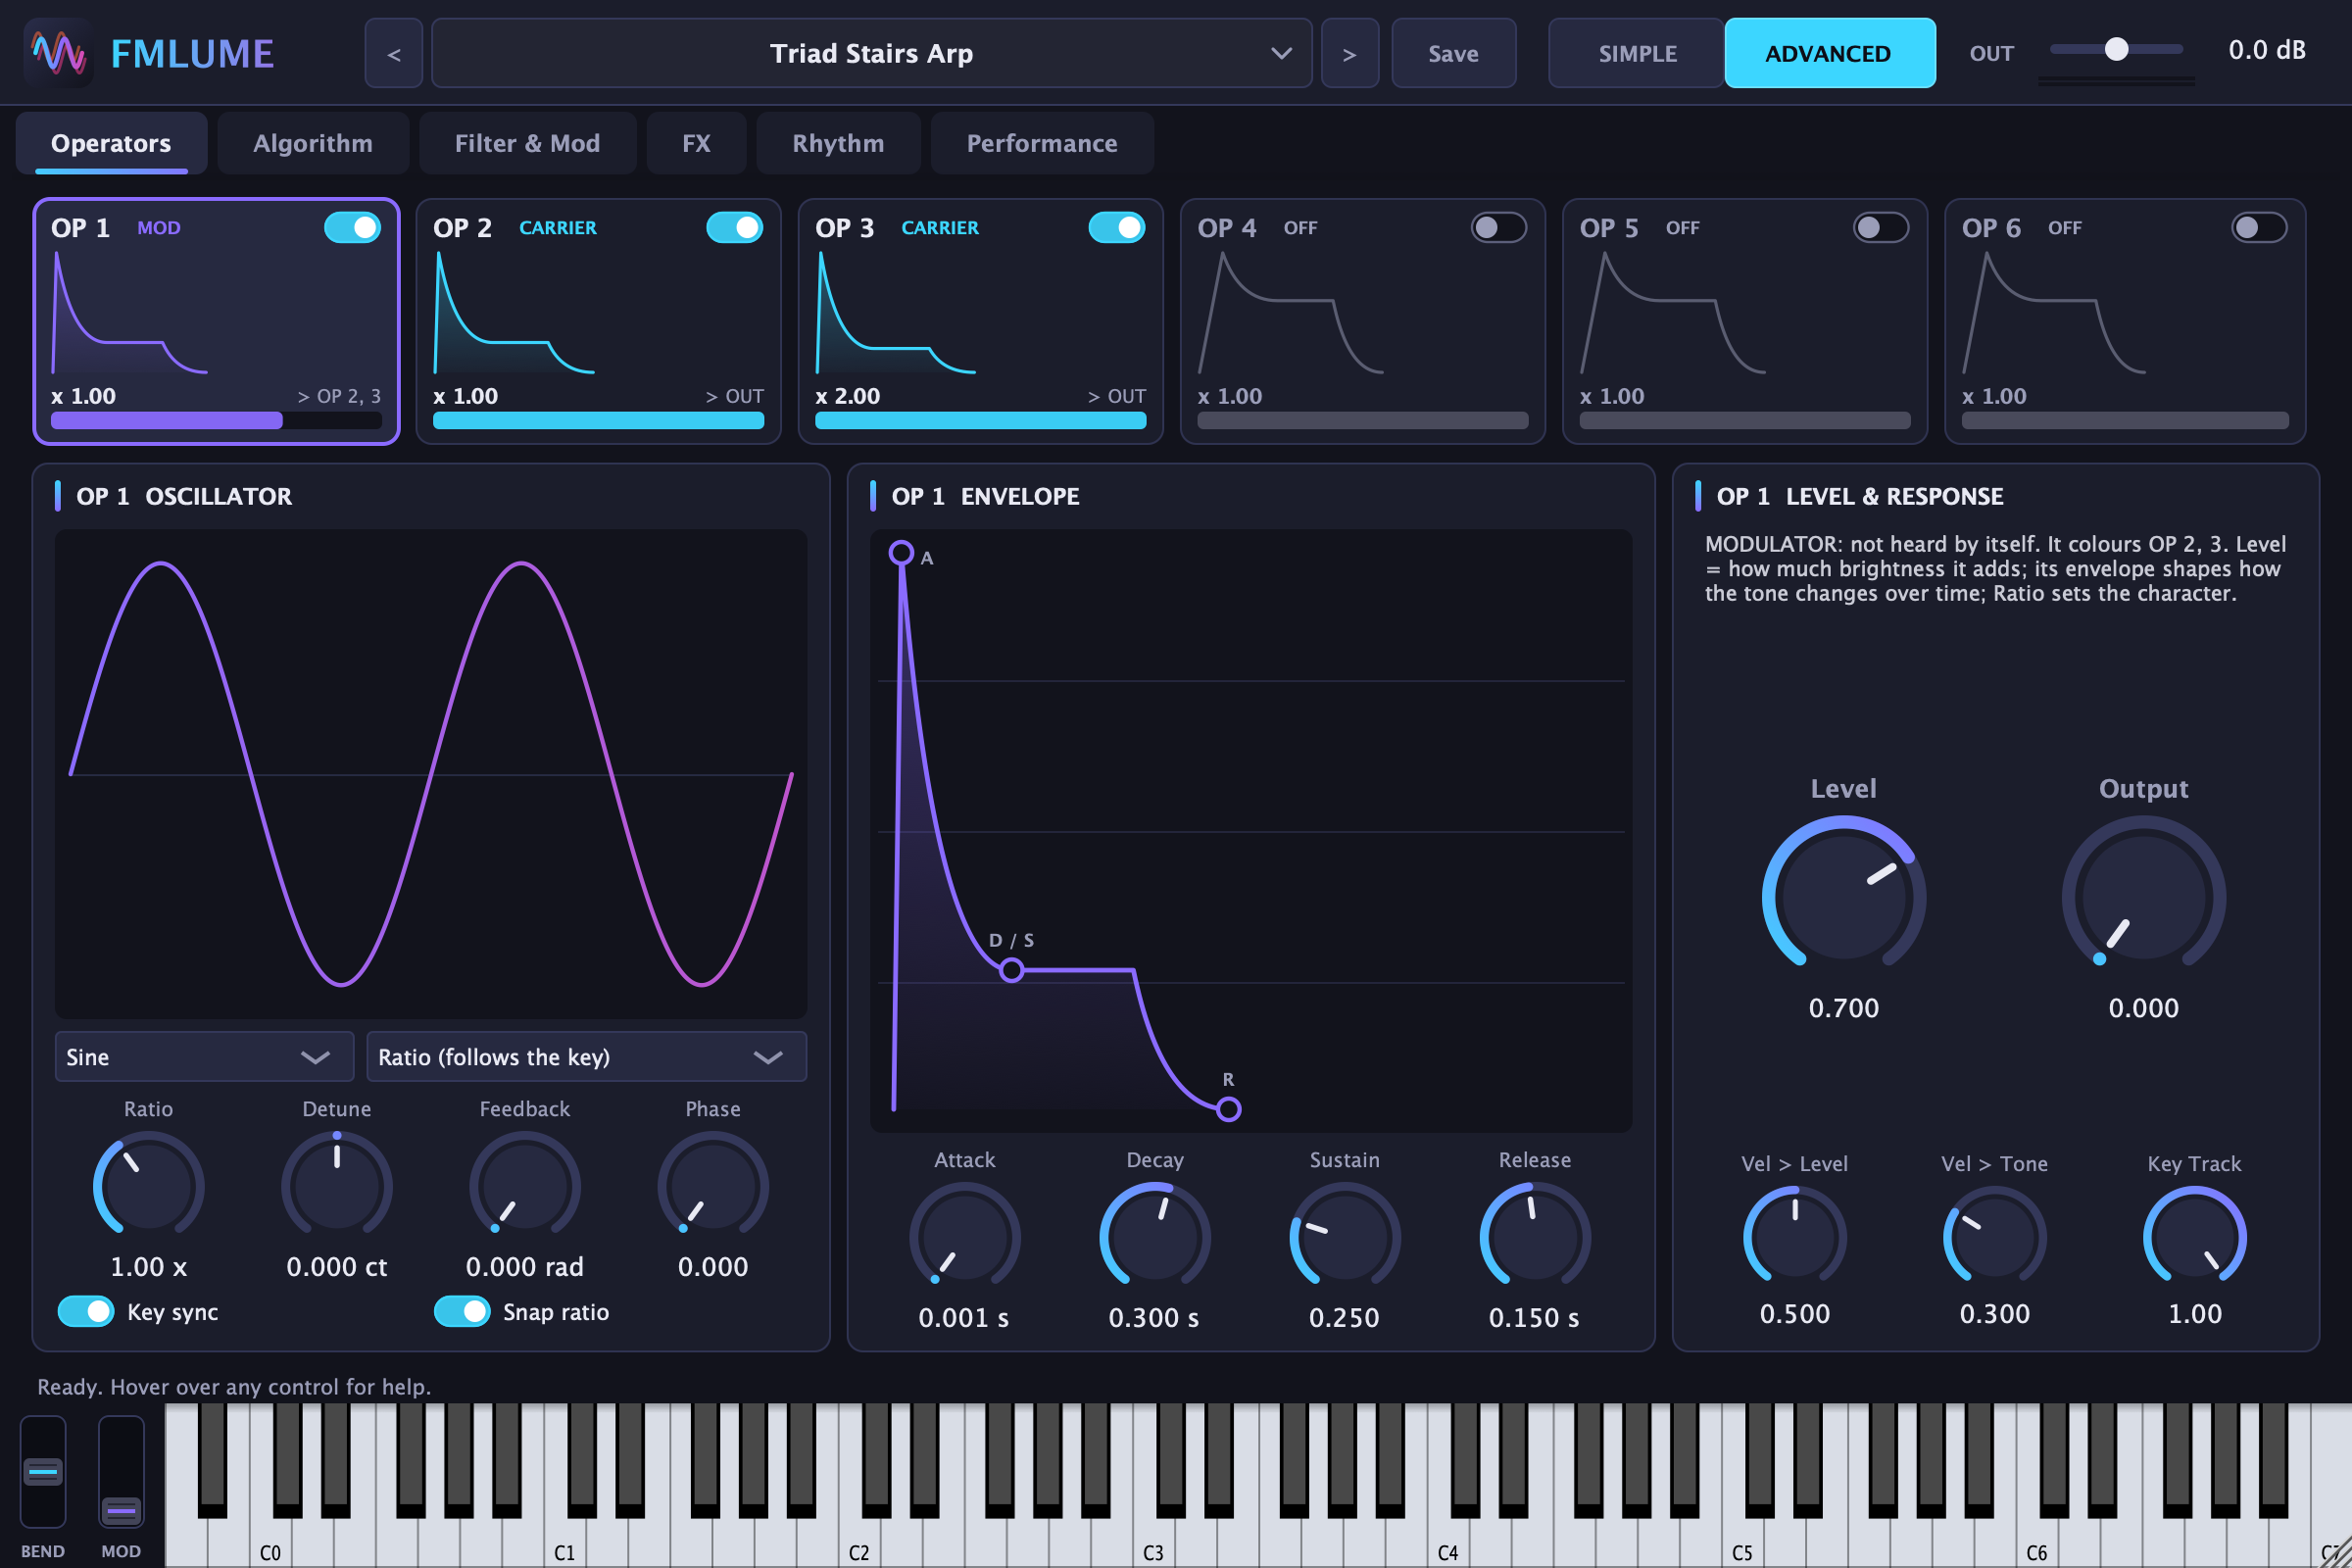 FMLUME
<
Triad Stairs Arp
>
Save
SIMPLE
ADVANCED
OUT
0.0 dB
Operators
Algorithm
Filter & Mod
FX
Rhythm
Performance
OP 1 MOD
x 1.00
> OP 2, 3
OP 2 CARRIER
x 1.00
> OUT
OP 3 CARRIER
x 2.00
> OUT
OP 4 OFF
x 1.00
OP 5 OFF
x 1.00
OP 6 OFF
x 1.00
OP 1 OSCILLATOR
Sine
Ratio (follows the key)
Ratio
Detune
Feedback
Phase
1.00 x
0.000 ct
0.000 rad
0.000
Key sync
Snap ratio
OP 1 ENVELOPE
A
D / S
R
Attack
Decay
Sustain
Release
0.001 s
0.300 s
0.250
0.150 s
OP 1 LEVEL & RESPONSE
MODULATOR: not heard by itself. It colours OP 2, 3. Level
= how much brightness it adds; its envelope shapes how
the tone changes over time; Ratio sets the character.
Level
Output
0.700
0.000
Vel > Level
Vel > Tone
Key Track
0.500
0.300
1.00
Ready. Hover over any control for help.
BEND
MOD
C0
C1
C2
C3
C4
C5
C6